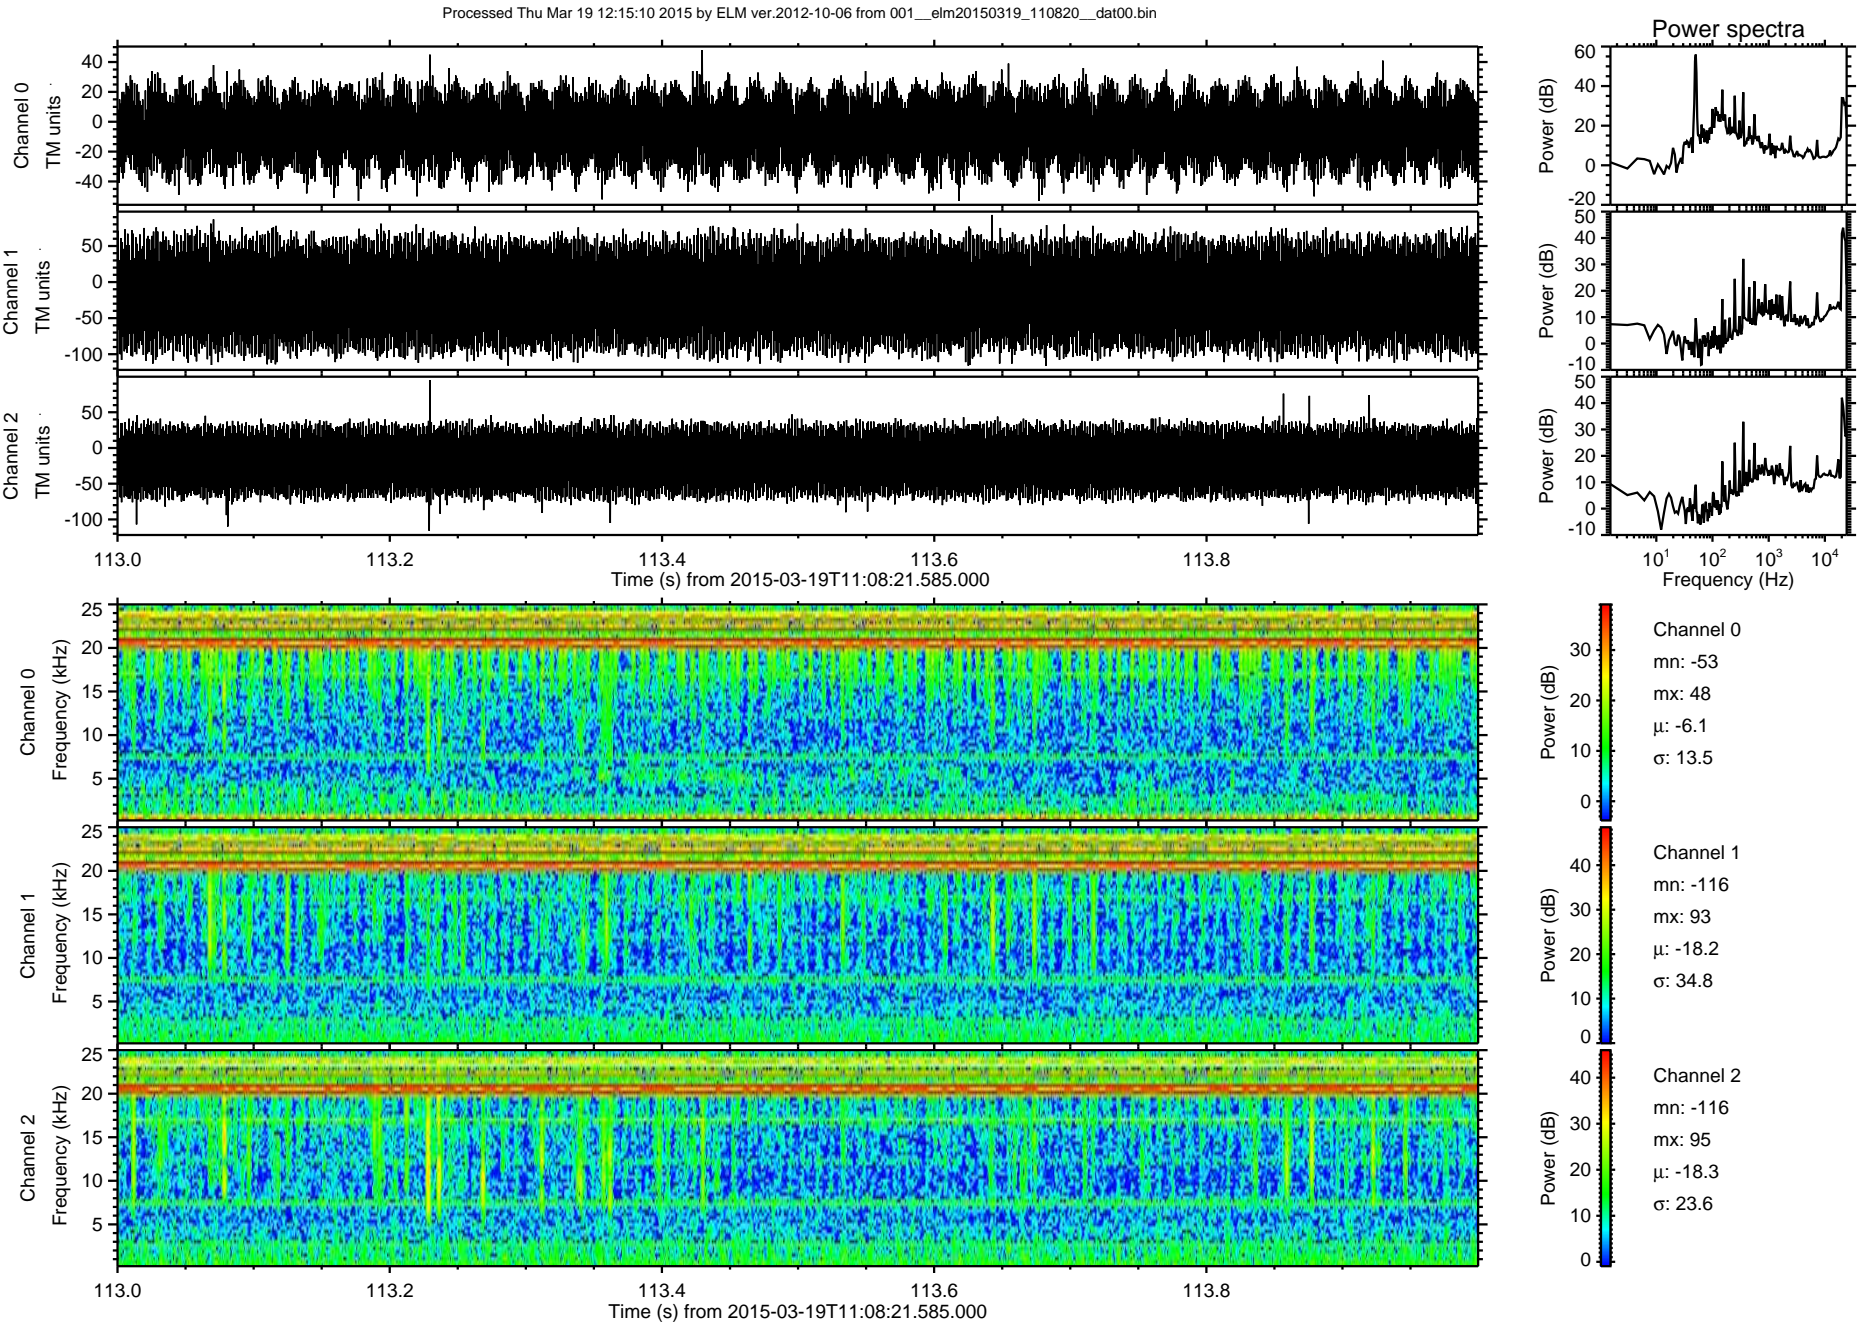 Processed Thu Mar 19 12:15:10 2015 by ELM ver.2012-10-06 from 001__elm20150319_110820__dat00.bin
Power spectra
Channel 0
TM units
40
20
0
-20
-40
Power (dB)
60
40
20
0
-20
Channel 1
TM units
50
0
-50
-100
Power (dB)
50
40
30
20
10
0
-10
Channel 2
TM units
50
0
-50
-100
Power (dB)
50
40
30
20
10
0
-10
113.0 113.2 113.4 113.6 113.8
Time (s) from 2015-03-19T11:08:21.585.000
10¹ 10² 10³ 10⁴
Frequency (Hz)
Channel 0
Frequency (kHz)
25
20
15
10
5
Power (dB)
30
20
10
0
Channel 0
mn: -53
mx: 48
μ: -6.1
σ: 13.5
Channel 1
Frequency (kHz)
25
20
15
10
5
Power (dB)
40
30
20
10
0
Channel 1
mn: -116
mx: 93
μ: -18.2
σ: 34.8
Channel 2
Frequency (kHz)
25
20
15
10
5
Power (dB)
40
30
20
10
0
Channel 2
mn: -116
mx: 95
μ: -18.3
σ: 23.6
113.0 113.2 113.4 113.6 113.8
Time (s) from 2015-03-19T11:08:21.585.000